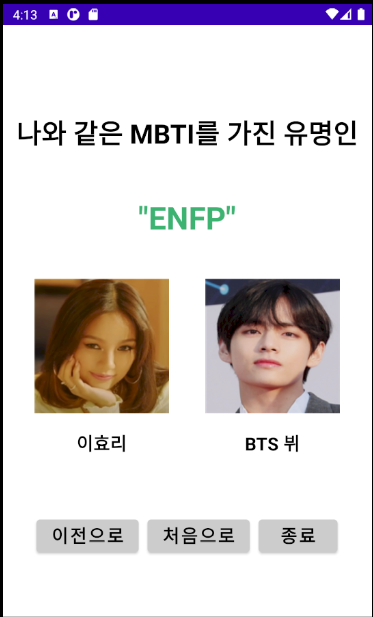 4:13
나와 같은 MBTI를 가진 유명인
"ENFP"
이효리 BTS 뷔
이전으로 처음으로 종료